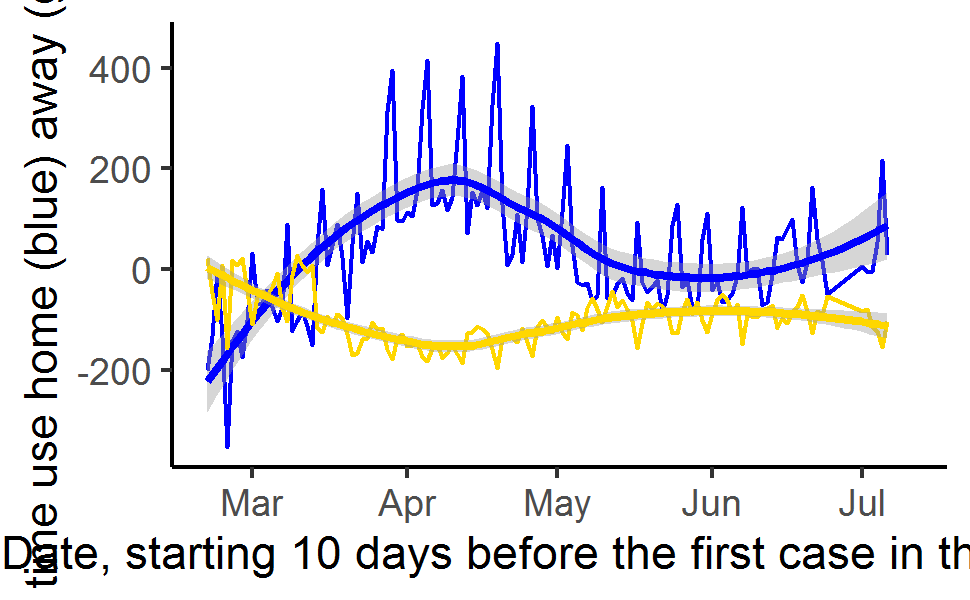 time use home (blue) away (
400
200
0
-200
Mar Apr May Jun Jul
Date, starting 10 days before the first case in th